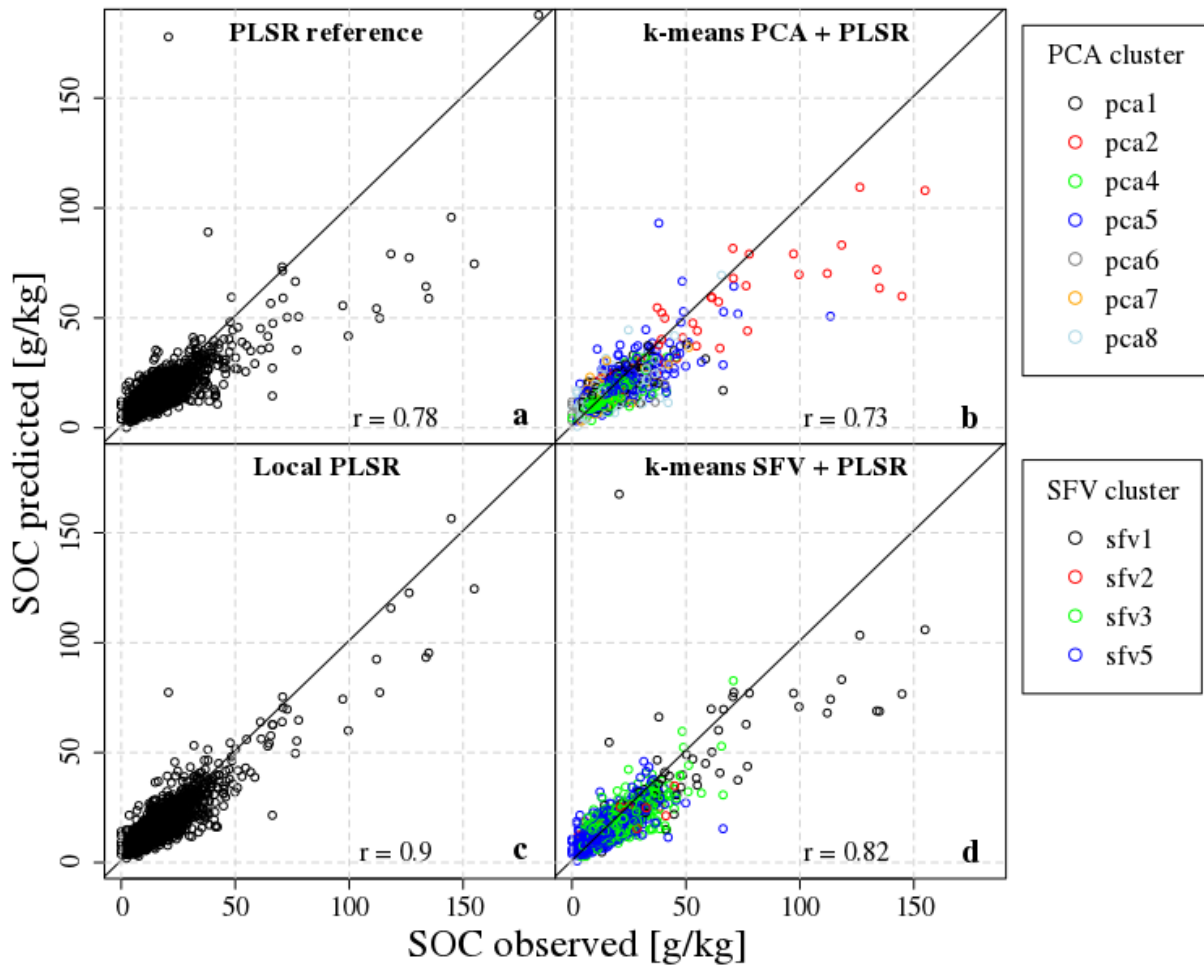 PLSR reference
k-means PCA + PLSR
150
100
50
0
r = 0.78
a
r = 0.73
b
PCA cluster
pca1
pca2
pca4
pca5
pca6
pca7
pca8
SOC predicted [g/kg]
Local PLSR
k-means SFV + PLSR
150
100
50
0
r = 0.9
c
r = 0.82
d
SFV cluster
sfv1
sfv2
sfv3
sfv5
0 50 100 150
0 50 100 150
SOC observed [g/kg]